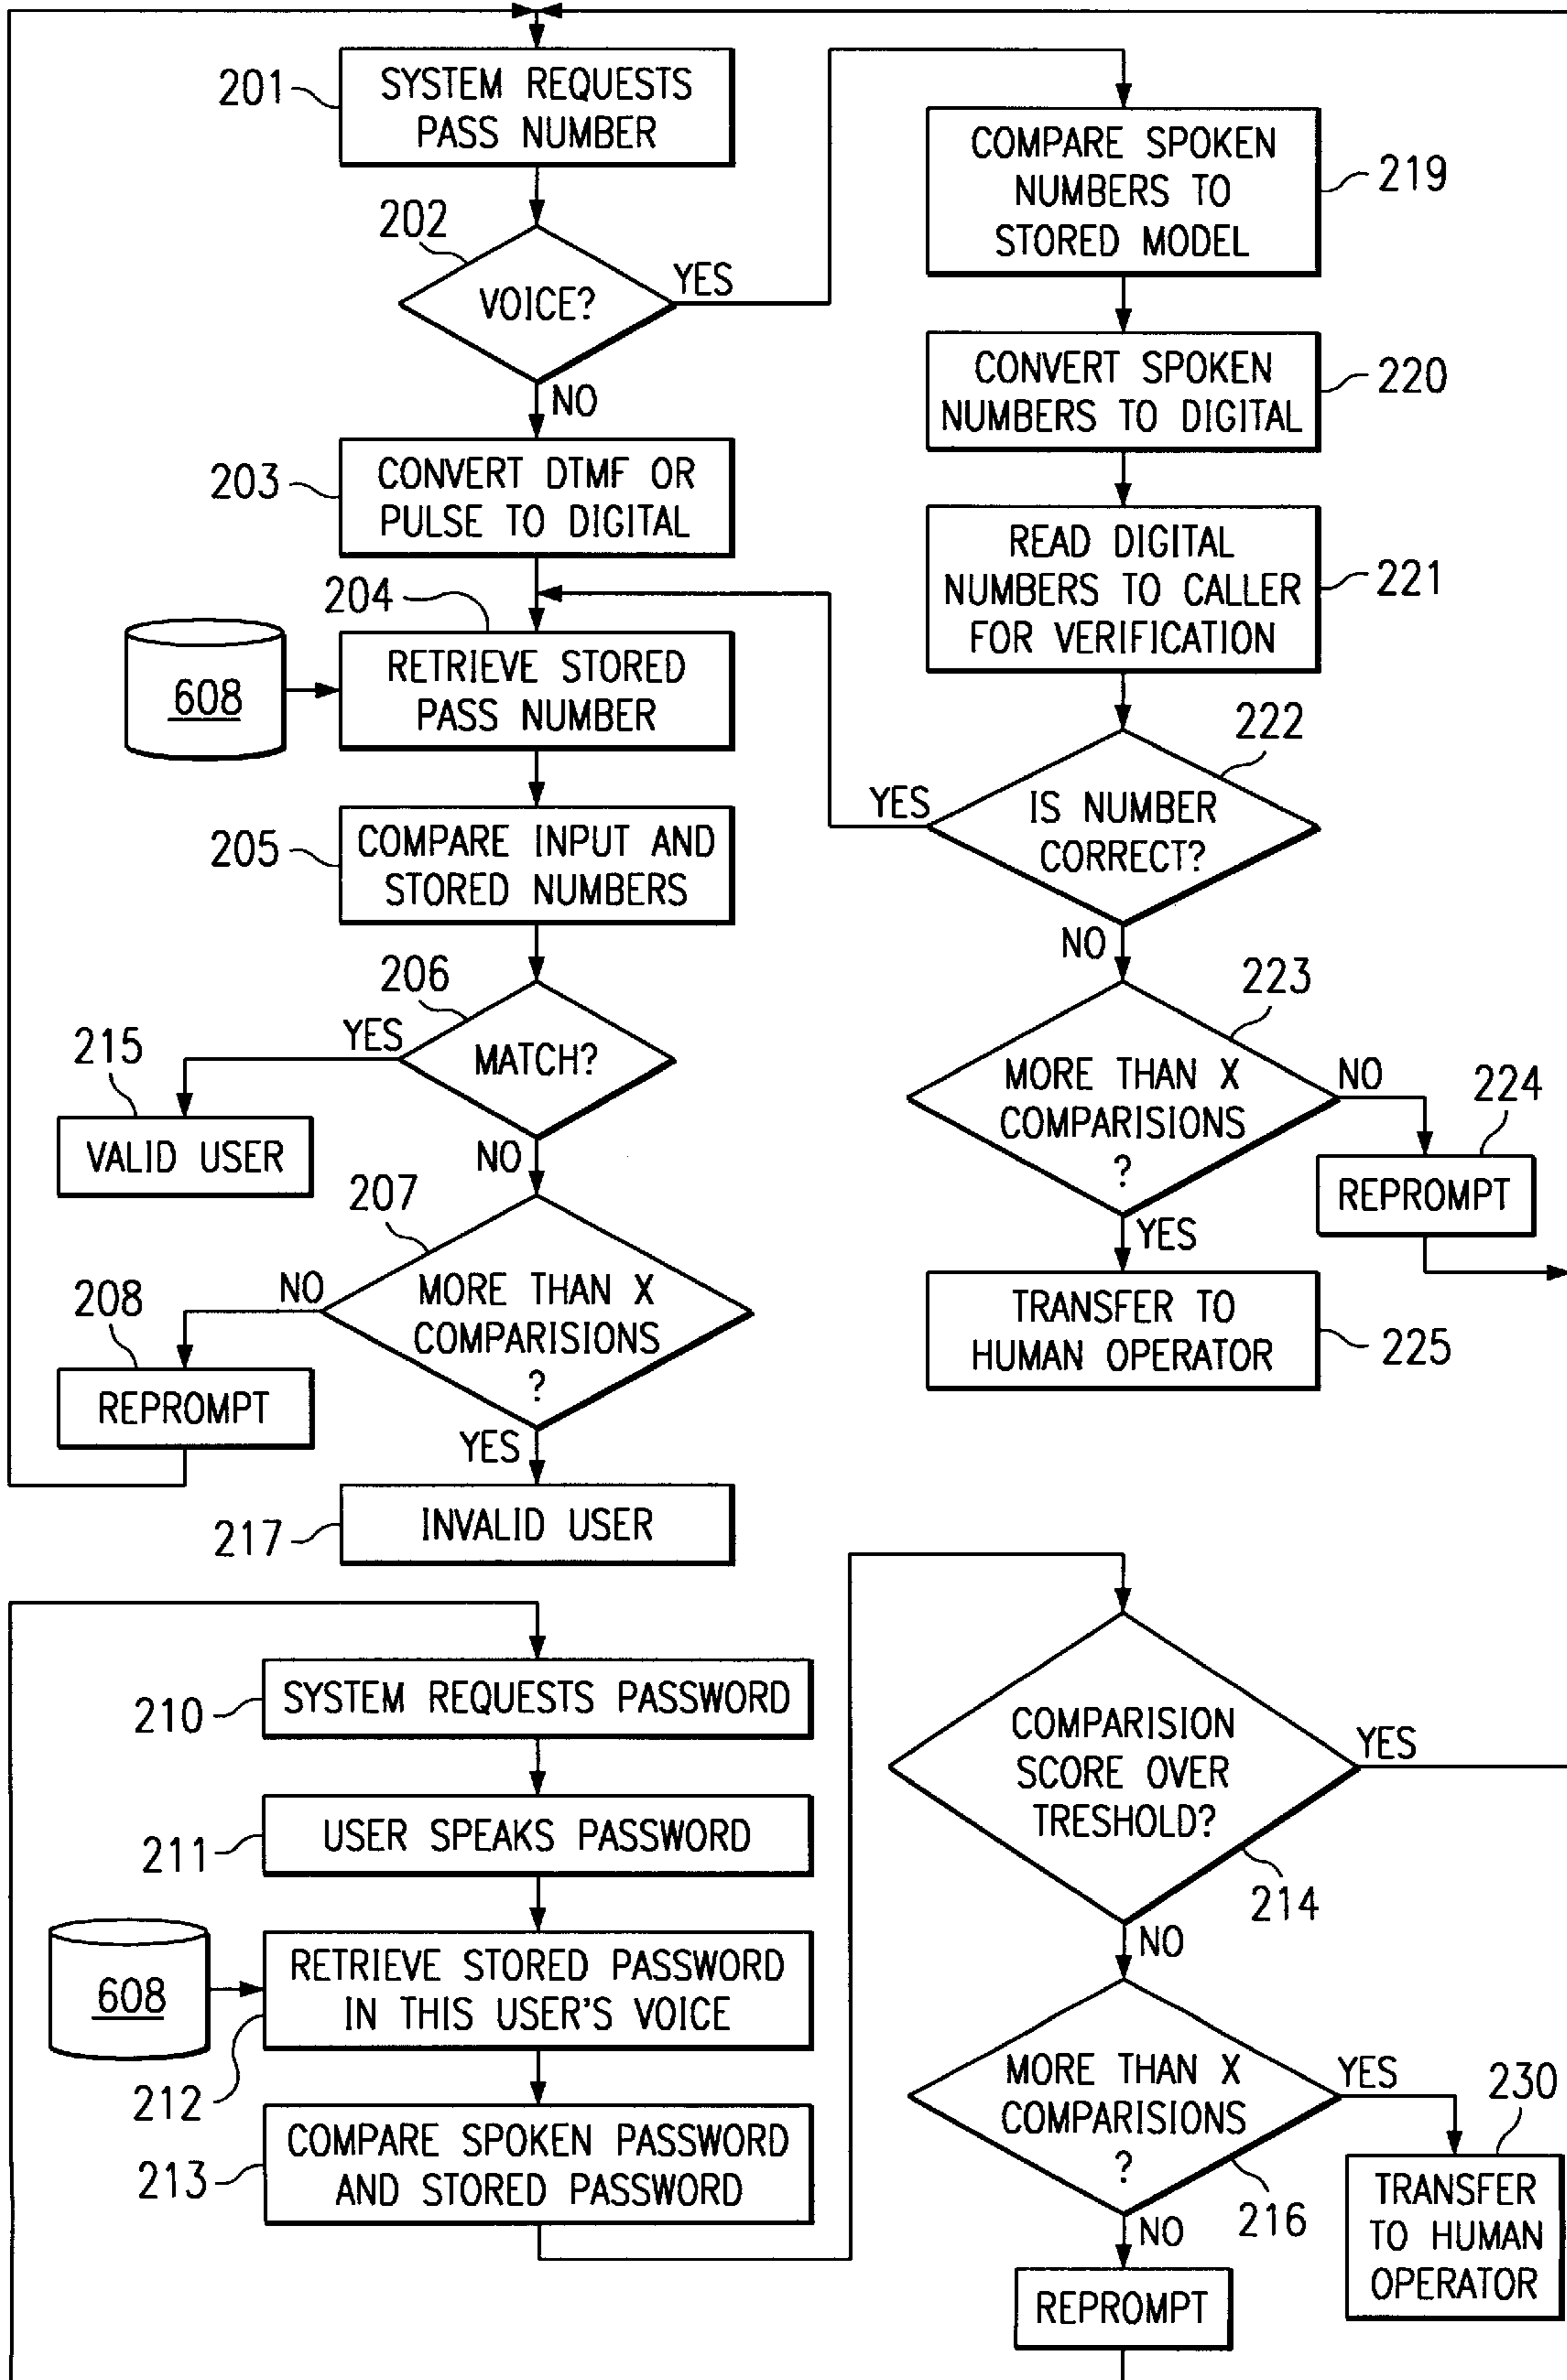 201
SYSTEM REQUESTS
PASS NUMBER
202
VOICE?
YES
NO
203
CONVERT DTMF OR
PULSE TO DIGITAL
204
608
RETRIEVE STORED
PASS NUMBER
205
COMPARE INPUT AND
STORED NUMBERS
206
YES
MATCH?
215
VALID USER
NO
207
208
NO
MORE THAN X
COMPARISIONS
?
REPROMPT
YES
217
INVALID USER
COMPARE SPOKEN
NUMBERS TO
STORED MODEL
219
CONVERT SPOKEN
NUMBERS TO DIGITAL
220
READ DIGITAL
NUMBERS TO CALLER
FOR VERIFICATION
221
222
YES
IS NUMBER
CORRECT?
NO
223
MORE THAN X
COMPARISIONS
?
NO
224
REPROMPT
YES
TRANSFER TO
HUMAN OPERATOR
225
210
SYSTEM REQUESTS PASSWORD
211
USER SPEAKS PASSWORD
608
RETRIEVE STORED PASSWORD
IN THIS USER'S VOICE
212
213
COMPARE SPOKEN PASSWORD
AND STORED PASSWORD
COMPARISION
SCORE OVER
TRESHOLD?
YES
214
NO
MORE THAN X
COMPARISIONS
?
YES
230
216
TRANSFER
TO HUMAN
OPERATOR
NO
REPROMPT